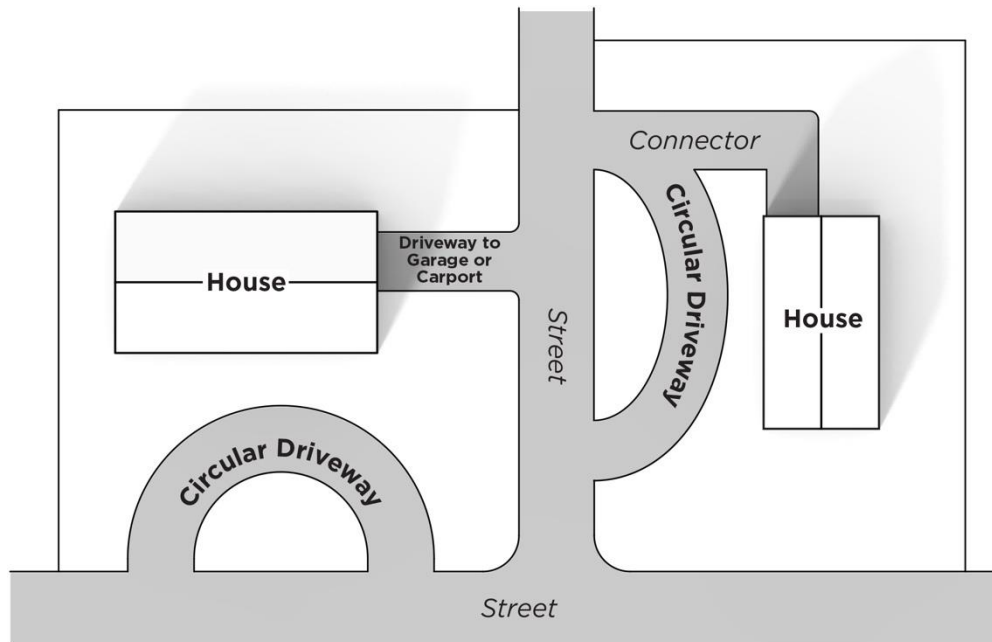 Connector
Circular Driveway
Driveway to
Garage or
Carport
House
House
Street
Circular Driveway
Street